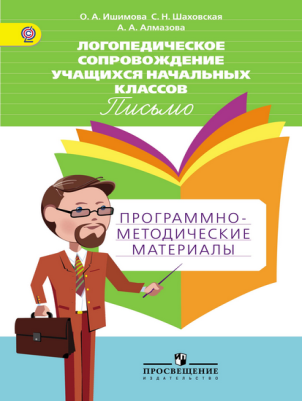 О. А. Ишимова С. Н. Шаховская
А. А. Алмазова
ЛОГОПЕДИЧЕСКОЕ
СОПРОВОЖДЕНИЕ
УЧАЩИХСЯ НАЧАЛЬНЫХ
КЛАССОВ
Письмо
ПРОГРАММНО-
МЕТОДИЧЕСКИЕ
МАТЕРИАЛЫ
ПРОСВЕЩЕНИЕ
ИЗДАТЕЛЬСТВО